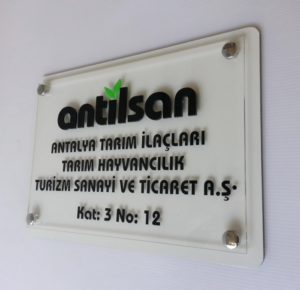 antilsan
ANTALYA TARIM İLAÇLARI
TARIM HAYVANCILIK
TURİZM SANAYİ VE TİCARET A.Ş.
Kat: 3 No: 12